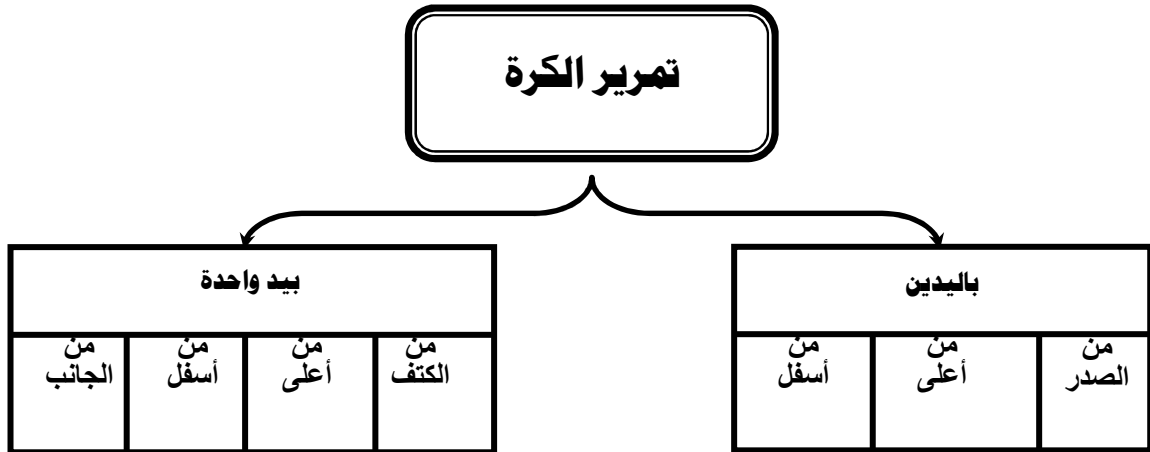 تمرير الكرة
باليدين
من
الصدر
من
أعلى
من
أسفل
بيد واحدة
من
الكتف
من
أعلى
من
أسفل
من
الجانب